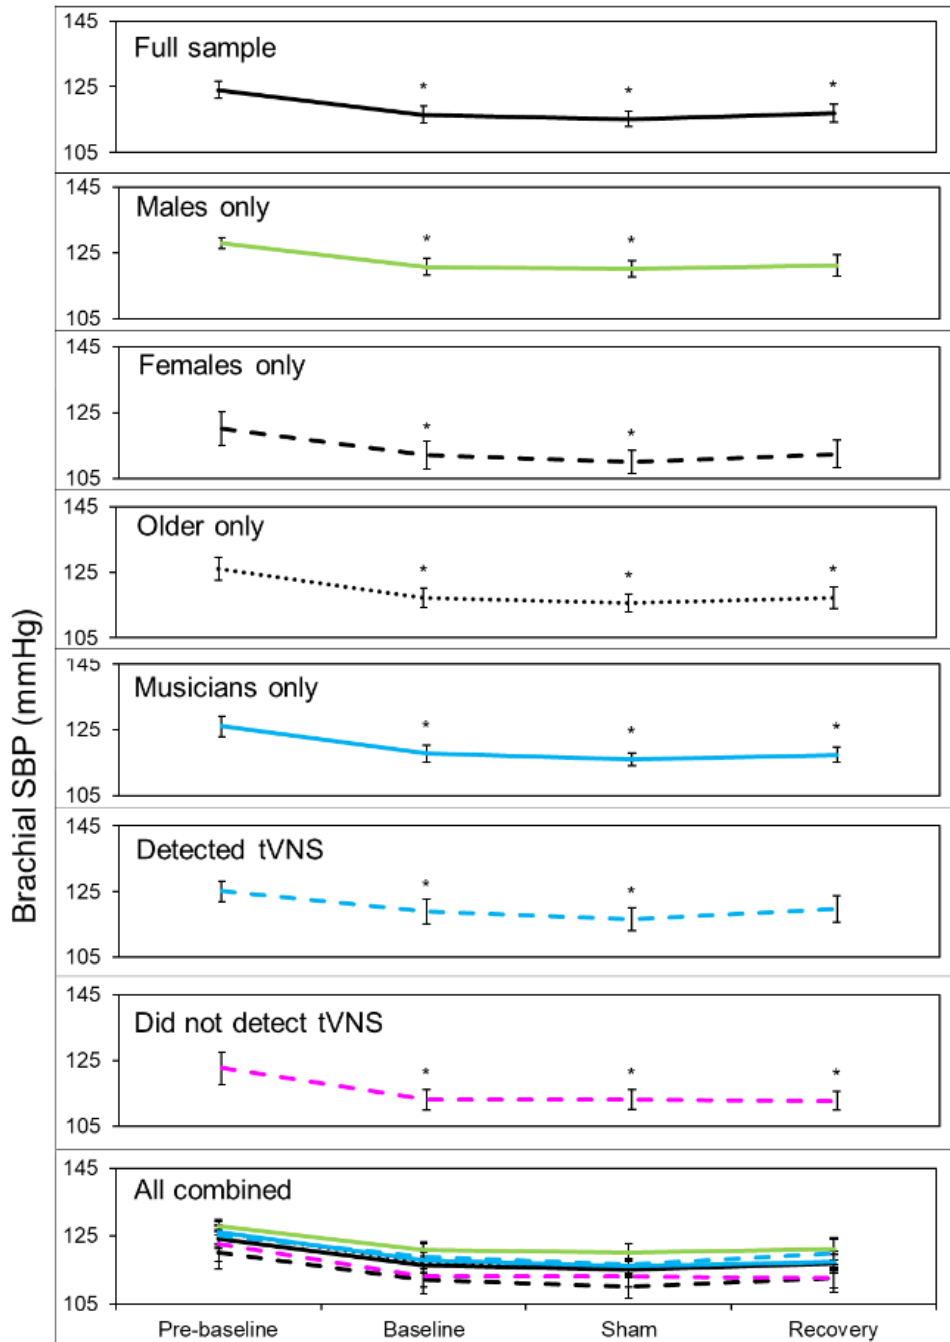 Brachial SBP (mmHg)
145
Full sample
125
* * *
105
145
Males only
125
* *
105
145
Females only
125
* *
105
145
Older only
125
* * *
105
145
Musicians only
125
* * *
105
145
Detected tVNS
125
* *
105
145
Did not detect tVNS
125
* * *
105
145
All combined
125
105
Pre-baseline Baseline Sham Recovery